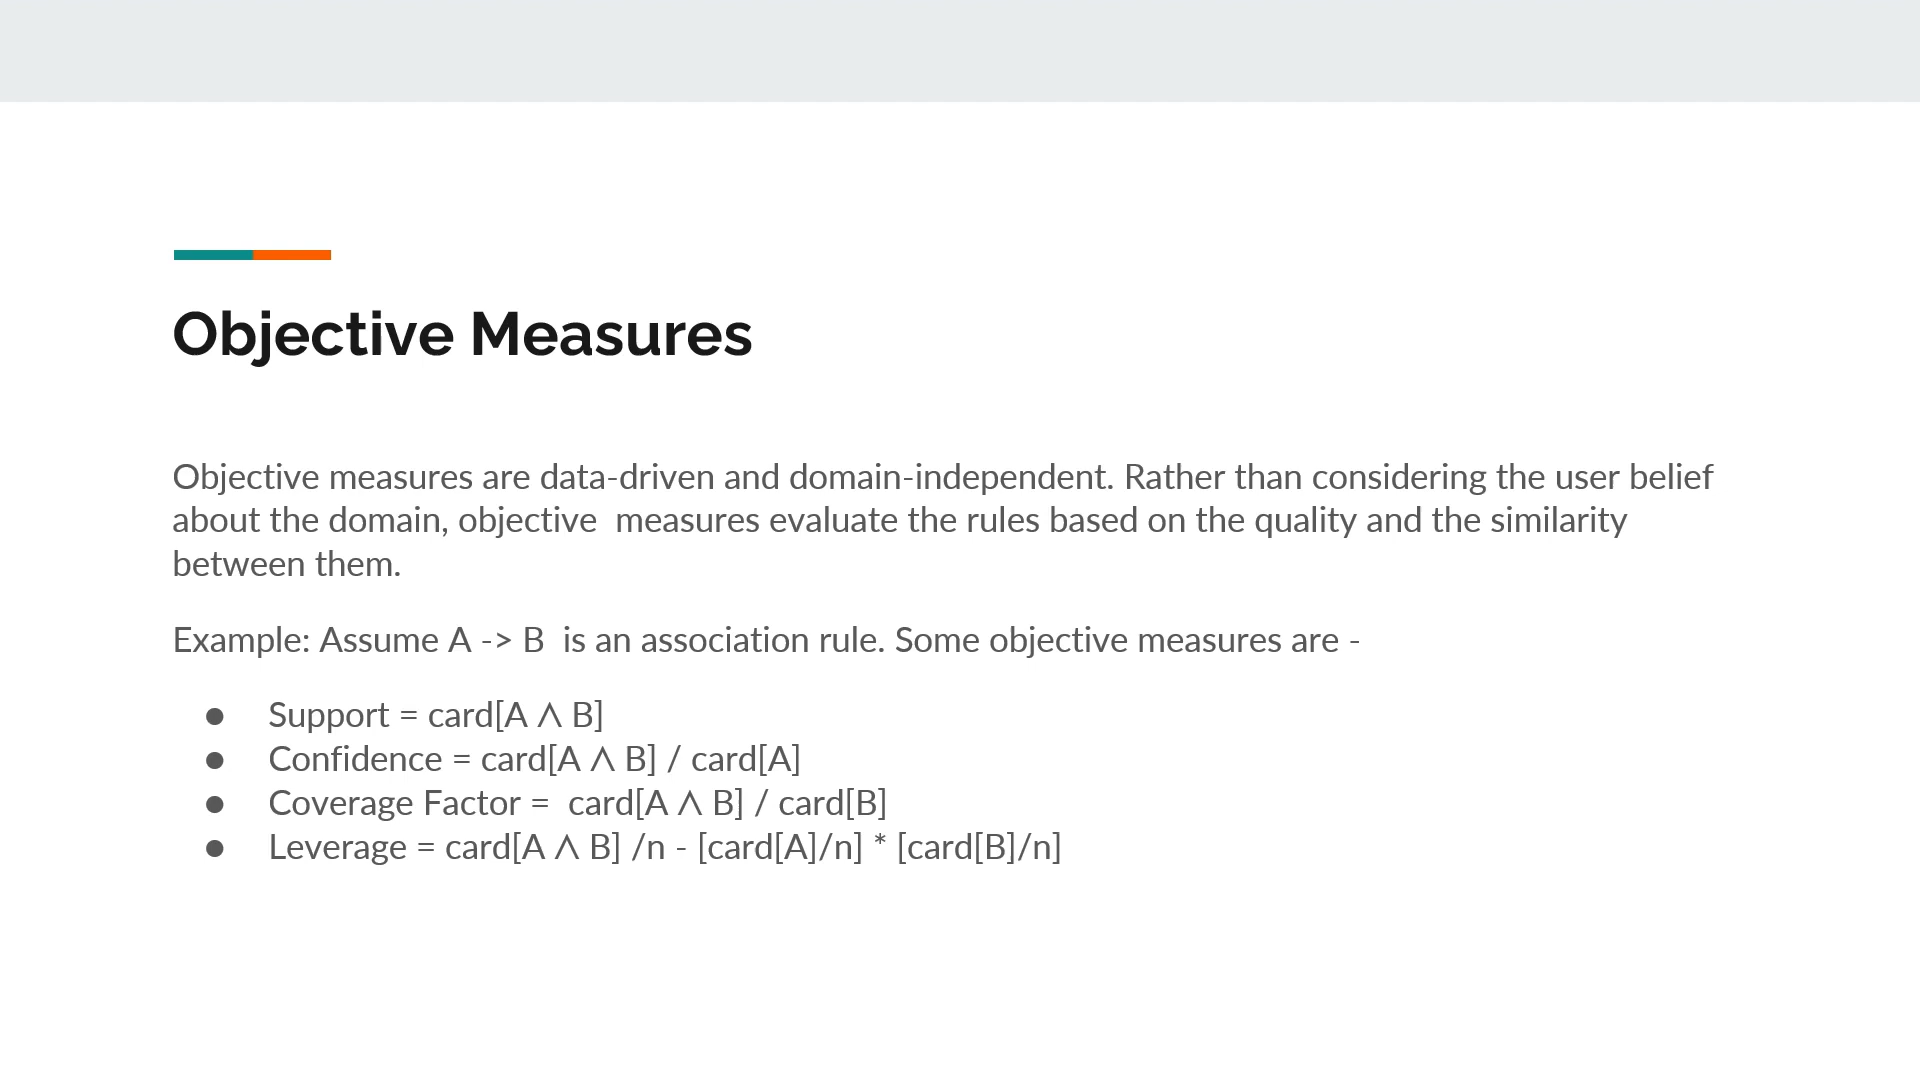 Objective Measures
Objective measures are data-driven and domain-independent. Rather than considering the user belief
about the domain, objective  measures evaluate the rules based on the quality and the similarity
between them.
Example: Assume A -> B  is an association rule. Some objective measures are -
● Support = card[A ∧ B]
● Confidence = card[A ∧ B] / card[A]
● Coverage Factor =  card[A ∧ B] / card[B]
● Leverage = card[A ∧ B] /n - [card[A]/n] * [card[B]/n]